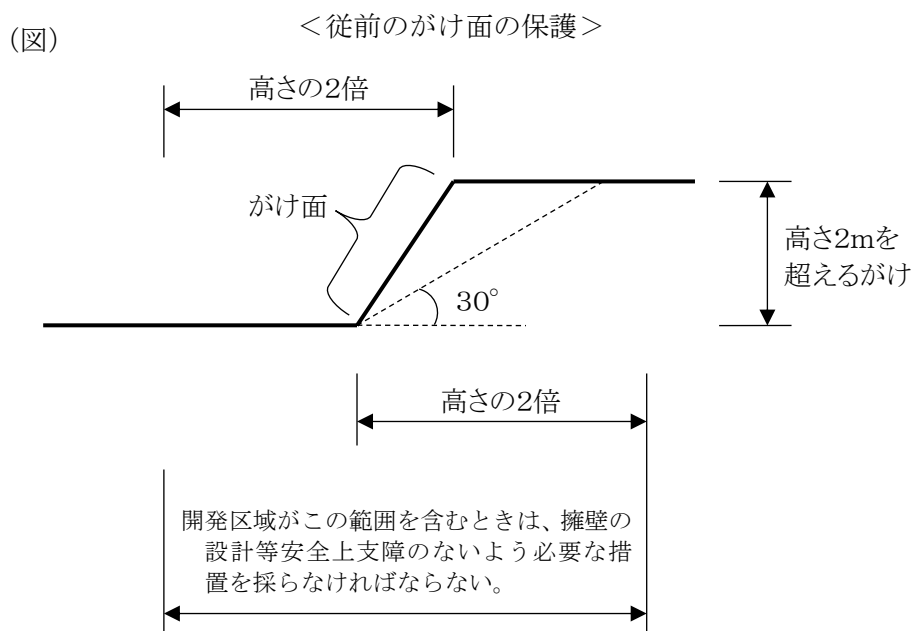 ＜従前のがけ面の保護＞
（図）
高さの2倍
がけ面
高さ2mを
超えるがけ
30°
高さの2倍
開発区域がこの範囲を含むときは、擁壁の
設計等安全上支障のないよう必要な措
置を採らなければならない。